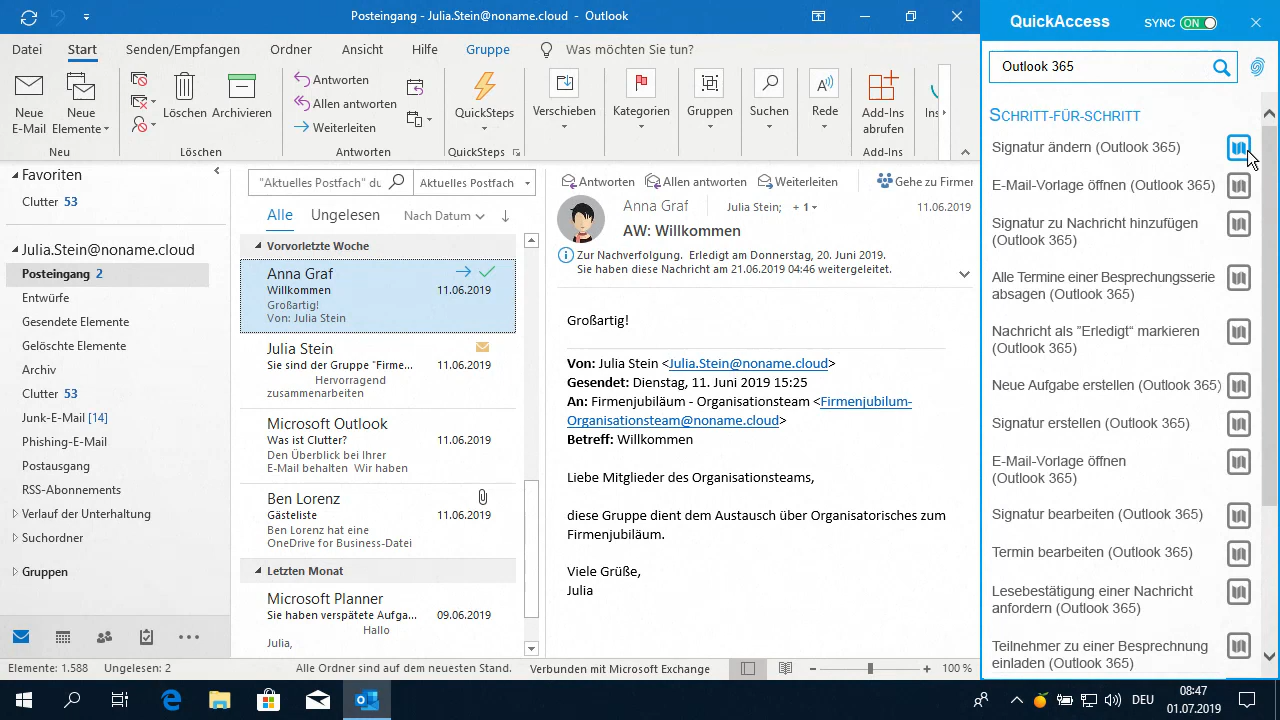 Posteingang - Julia.Stein@noname.cloud - Outlook
Datei Start Senden/Empfangen Ordner Ansicht Hilfe Gruppe Was möchten Sie tun?
Neue
E-Mail
Neue
Elemente
Neu
Löschen
Archivieren
Löschen
Antworten
Allen antworten
Weiterleiten
Antworten
QuickSteps
QuickSteps
Verschieben
Kategorien
Gruppen
Suchen
Rede
Add-Ins
abrufen
Add-Ins
Ins
Favoriten
Clutter 53
Julia.Stein@noname.cloud
Posteingang 2
Entwürfe
Gesendete Elemente
Gelöschte Elemente
Archiv
Clutter 53
Junk-E-Mail [14]
Phishing-E-Mail
Postausgang
RSS-Abonnements
Verlauf der Unterhaltung
Suchordner
Gruppen
"Aktuelles Postfach" du Aktuelles Postfach
Alle Ungelesen Nach Datum
Vorvorletzte Woche
Anna Graf
Willkommen 11.06.2019
Großartig!
Von: Julia Stein
Julia Stein
Sie sind der Gruppe "Firme... 11.06.2019
Hervorragend
zusammenarbeiten
Microsoft Outlook
Was ist Clutter? 11.06.2019
Den Überblick bei Ihrer
E-Mail behalten Wir haben
Ben Lorenz
Gästeliste 11.06.2019
Ben Lorenz hat eine
OneDrive for Business-Datei
Letzten Monat
Microsoft Planner
Sie haben verspätete Aufga... 09.06.2019
Hallo
Julia,
Antworten Allen antworten Weiterleiten Gehe zu Firmer
Anna Graf Julia Stein; + 1 11.06.2019
AW: Willkommen
Zur Nachverfolgung. Erledigt am Donnerstag, 20. Juni 2019.
Sie haben diese Nachricht am 21.06.2019 04:46 weitergeleitet.
Großartig!
Von: Julia Stein <Julia.Stein@noname.cloud>
Gesendet: Dienstag, 11. Juni 2019 15:25
An: Firmenjubiläum - Organisationsteam <Firmenjubilum-
Organisationsteam@noname.cloud>
Betreff: Willkommen
Liebe Mitglieder des Organisationsteams,
diese Gruppe dient dem Austausch über Organisatorisches zum
Firmenjubiläum.
Viele Grüße,
Julia
Elemente: 1.588 Ungelesen: 2 Alle Ordner sind auf dem neuesten Stand. Verbunden mit Microsoft Exchange 100 %
QuickAccess SYNC ON
Outlook 365
SCHRITT-FÜR-SCHRITT
Signatur ändern (Outlook 365)
E-Mail-Vorlage öffnen (Outlook 365)
Signatur zu Nachricht hinzufügen
(Outlook 365)
Alle Termine einer Besprechungsserie
absagen (Outlook 365)
Nachricht als "Erledigt“ markieren
(Outlook 365)
Neue Aufgabe erstellen (Outlook 365)
Signatur erstellen (Outlook 365)
E-Mail-Vorlage öffnen
(Outlook 365)
Signatur bearbeiten (Outlook 365)
Termin bearbeiten (Outlook 365)
Lesebestätigung einer Nachricht
anfordern (Outlook 365)
Teilnehmer zu einer Besprechnung
einladen (Outlook 365)
DEU
08:47
01.07.2019